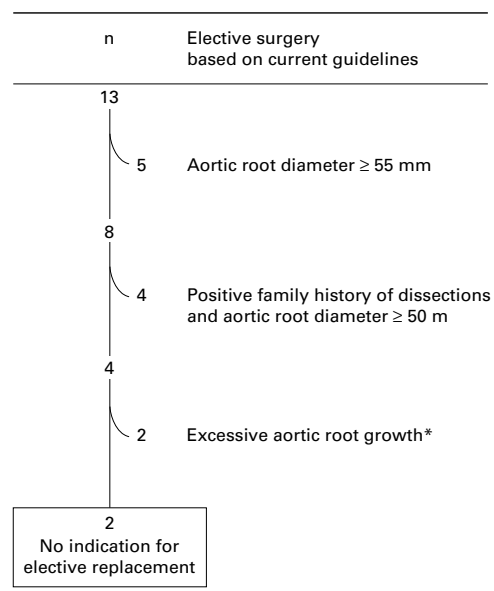 n Elective surgery
based on current guidelines
13
5 Aortic root diameter ≥ 55 mm
8
4 Positive family history of dissections
and aortic root diameter ≥ 50 m
4
2 Excessive aortic root growth*
2
No indication for
elective replacement